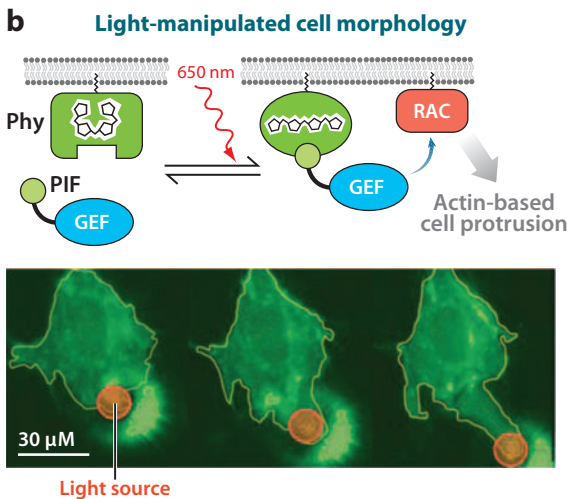 b Light-manipulated cell morphology
650 nm
Phy
RAC
PIF
GEF
GEF
Actin-based
cell protrusion
30 µM
Light source